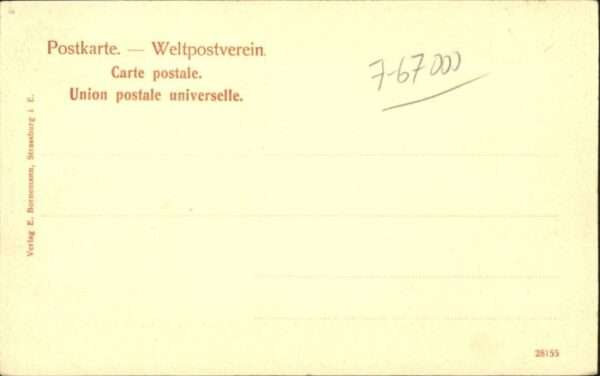 Postkarte. — Weltpostverein.
Carte postale.
Union postale universelle.
7-67000
Verlag E. Bornemann, Strassburg i E.
28155